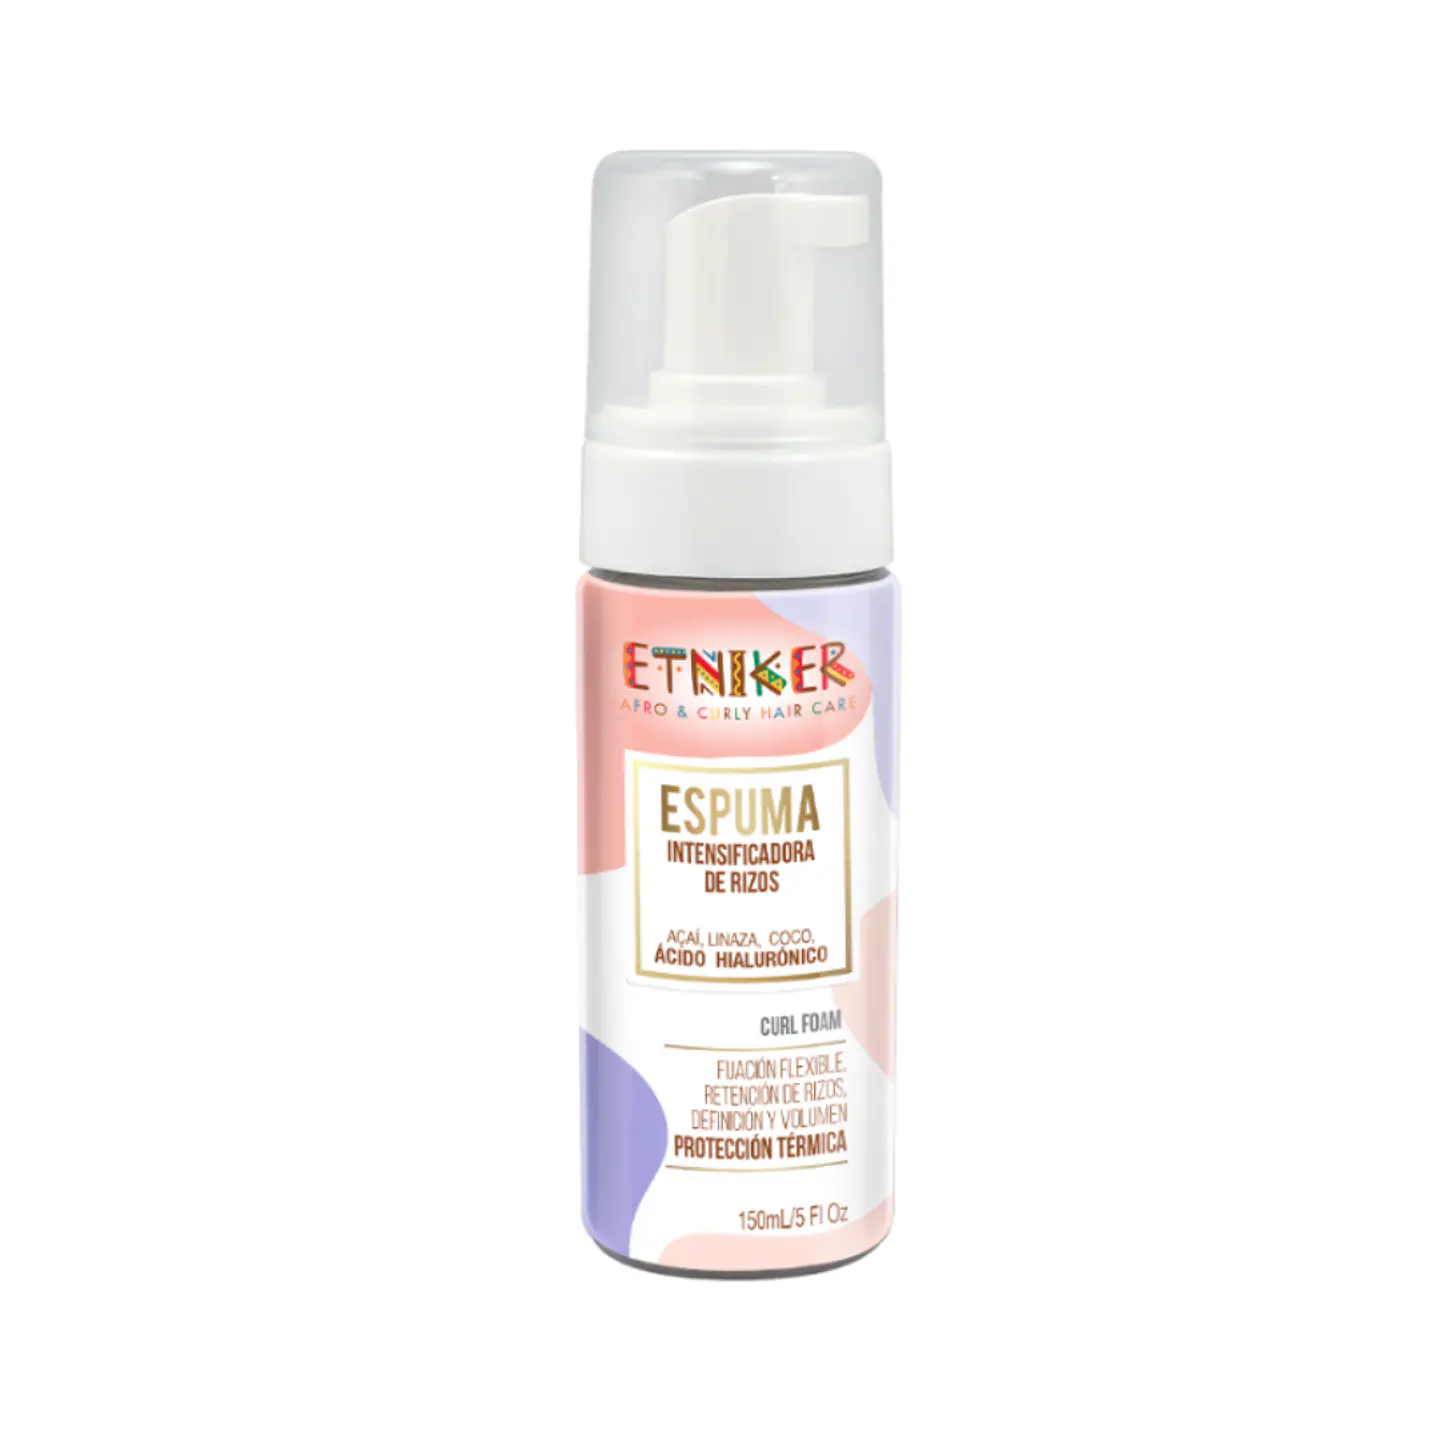 ETNIKER
AFRO & CURLY HAIR CARE
ESPUMA
INTENSIFICADORA
DE RIZOS
AÇAÍ, LINAZA, COCO,
ÁCIDO HIALURÓNICO
CURL FOAM
FIJACIÓN FLEXIBLE,
RETENCIÓN DE RIZOS,
DEFINICIÓN Y VOLUMEN
PROTECCIÓN TÉRMICA
150mL/5 Fl Oz